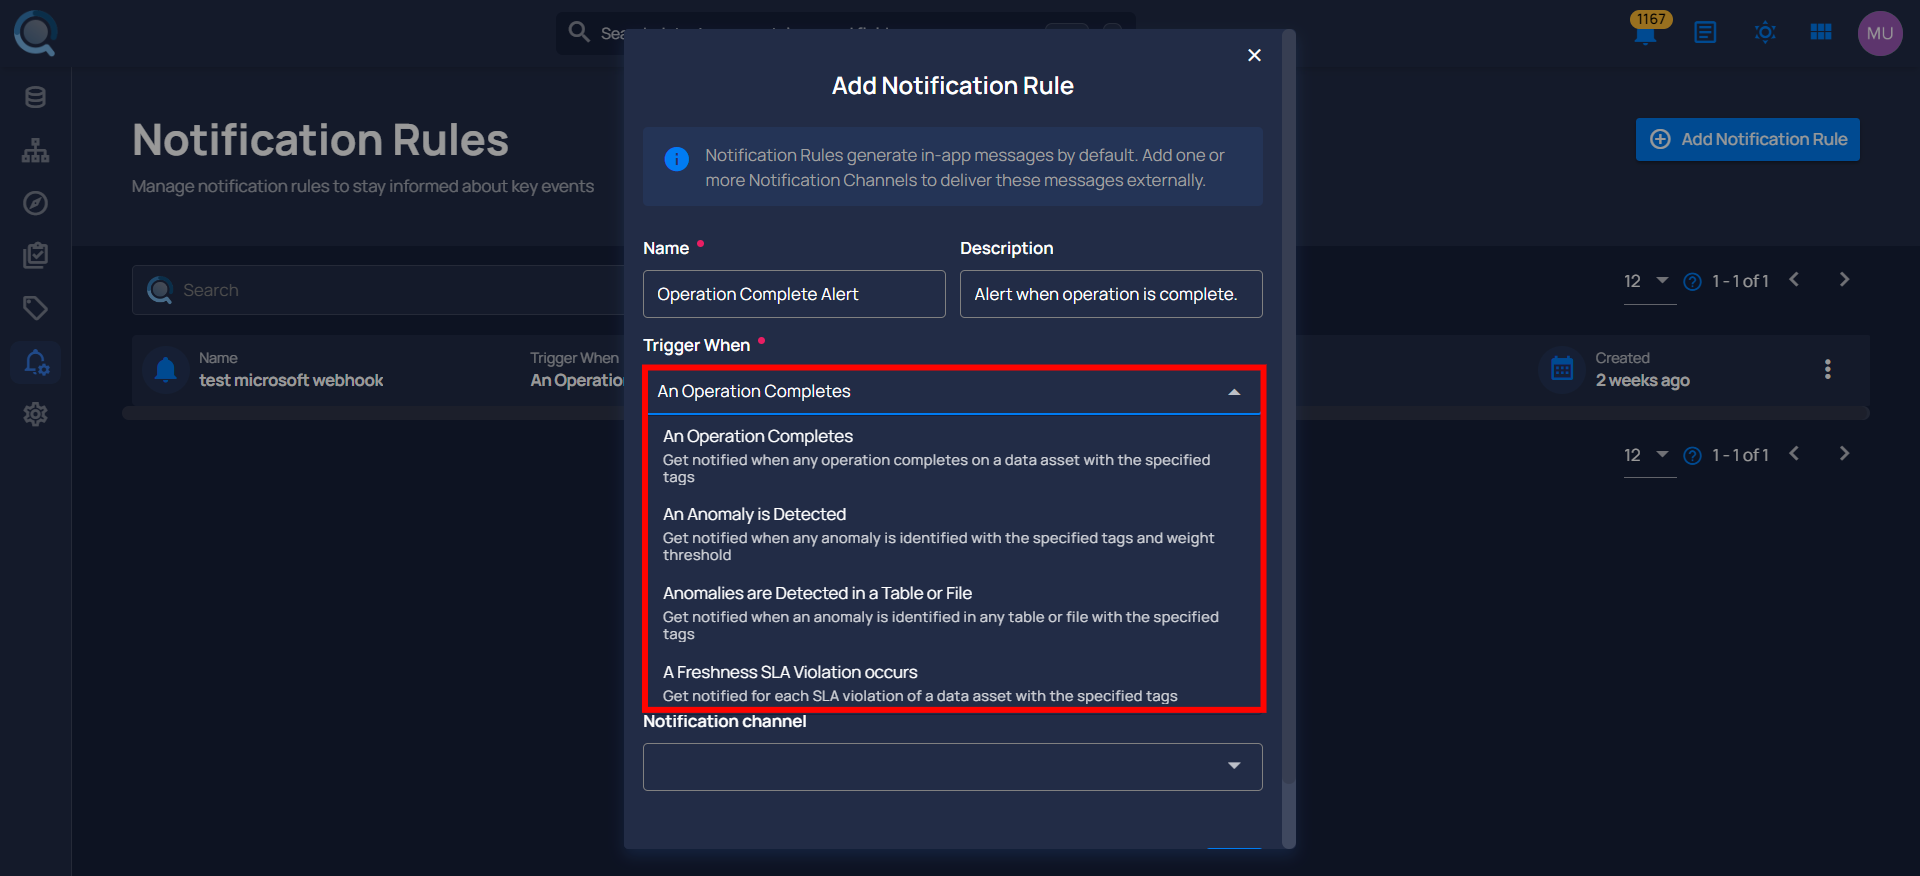 1167
MU
Add Notification Rule
Notification Rules
Manage notification rules to stay informed about key events
Add Notification Rule
Notification Rules generate in-app messages by default. Add one or
more Notification Channels to deliver these messages externally.
Name
Description
Operation Complete Alert
Alert when operation is complete.
Search
12
1 - 1 of 1
Trigger When
Name
test microsoft webhook
Trigger When
Created
2 weeks ago
An Operation Completes
An Operation Completes
Get notified when any operation completes on a data asset with the specified
tags
An Anomaly is Detected
Get notified when any anomaly is identified with the specified tags and weight
threshold
Anomalies are Detected in a Table or File
Get notified when an anomaly is identified in any table or file with the specified
tags
A Freshness SLA Violation occurs
Get notified for each SLA violation of a data asset with the specified tags
12
1 - 1 of 1
Notification channel